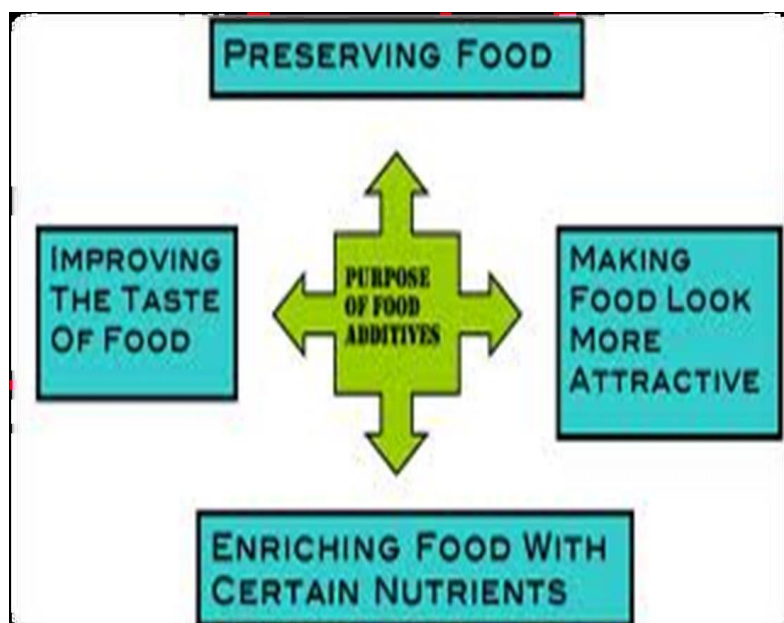 PRESERVING FOOD
IMPROVING
THE TASTE
OF FOOD
PURPOSE
OF FOOD
ADDITIVES
MAKING
FOOD LOOK
MORE
ATTRACTIVE
ENRICHING FOOD WITH
CERTAIN NUTRIENTS